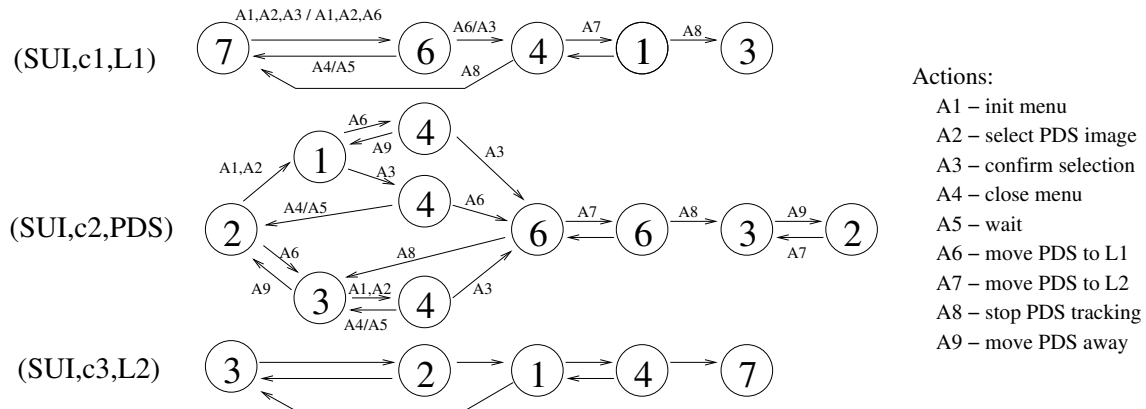 A1,A2,A3 / A1,A2,A6
A6/A3
A7
A8
(SUI,c1,L1)
7
6
4
1
3
A4/A5
A8
Actions:
A1 – init menu
A2 – select PDS image
A3 – confirm selection
A4 – close menu
A5 – wait
A6 – move PDS to L1
A7 – move PDS to L2
A8 – stop PDS tracking
A9 – move PDS away
A6
4
A9
A3
1
A1,A2
A3
4
A4/A5
A6
(SUI,c2,PDS)
2
6
A7
6
A8
3
A9
2
A7
A6
A8
A9
3
A1,A2
4
A3
A4/A5
(SUI,c3,L2)
3
2
1
4
7